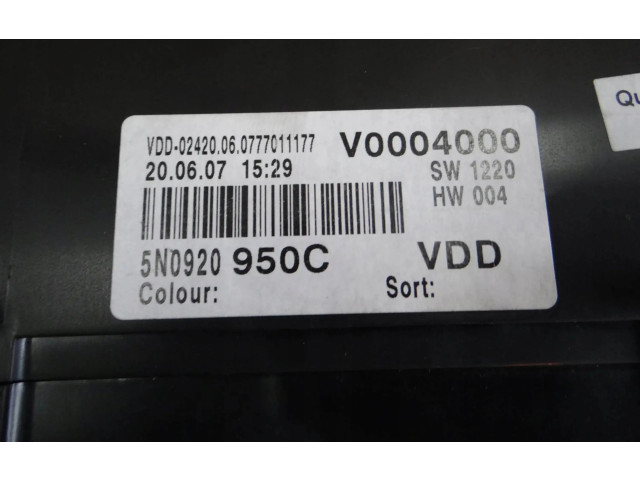 VDD-02420.06.0777011177 V0004000
20.06.07 15:29 SW 1220
HW 004
5N0920 950C VDD
Colour: Sort: